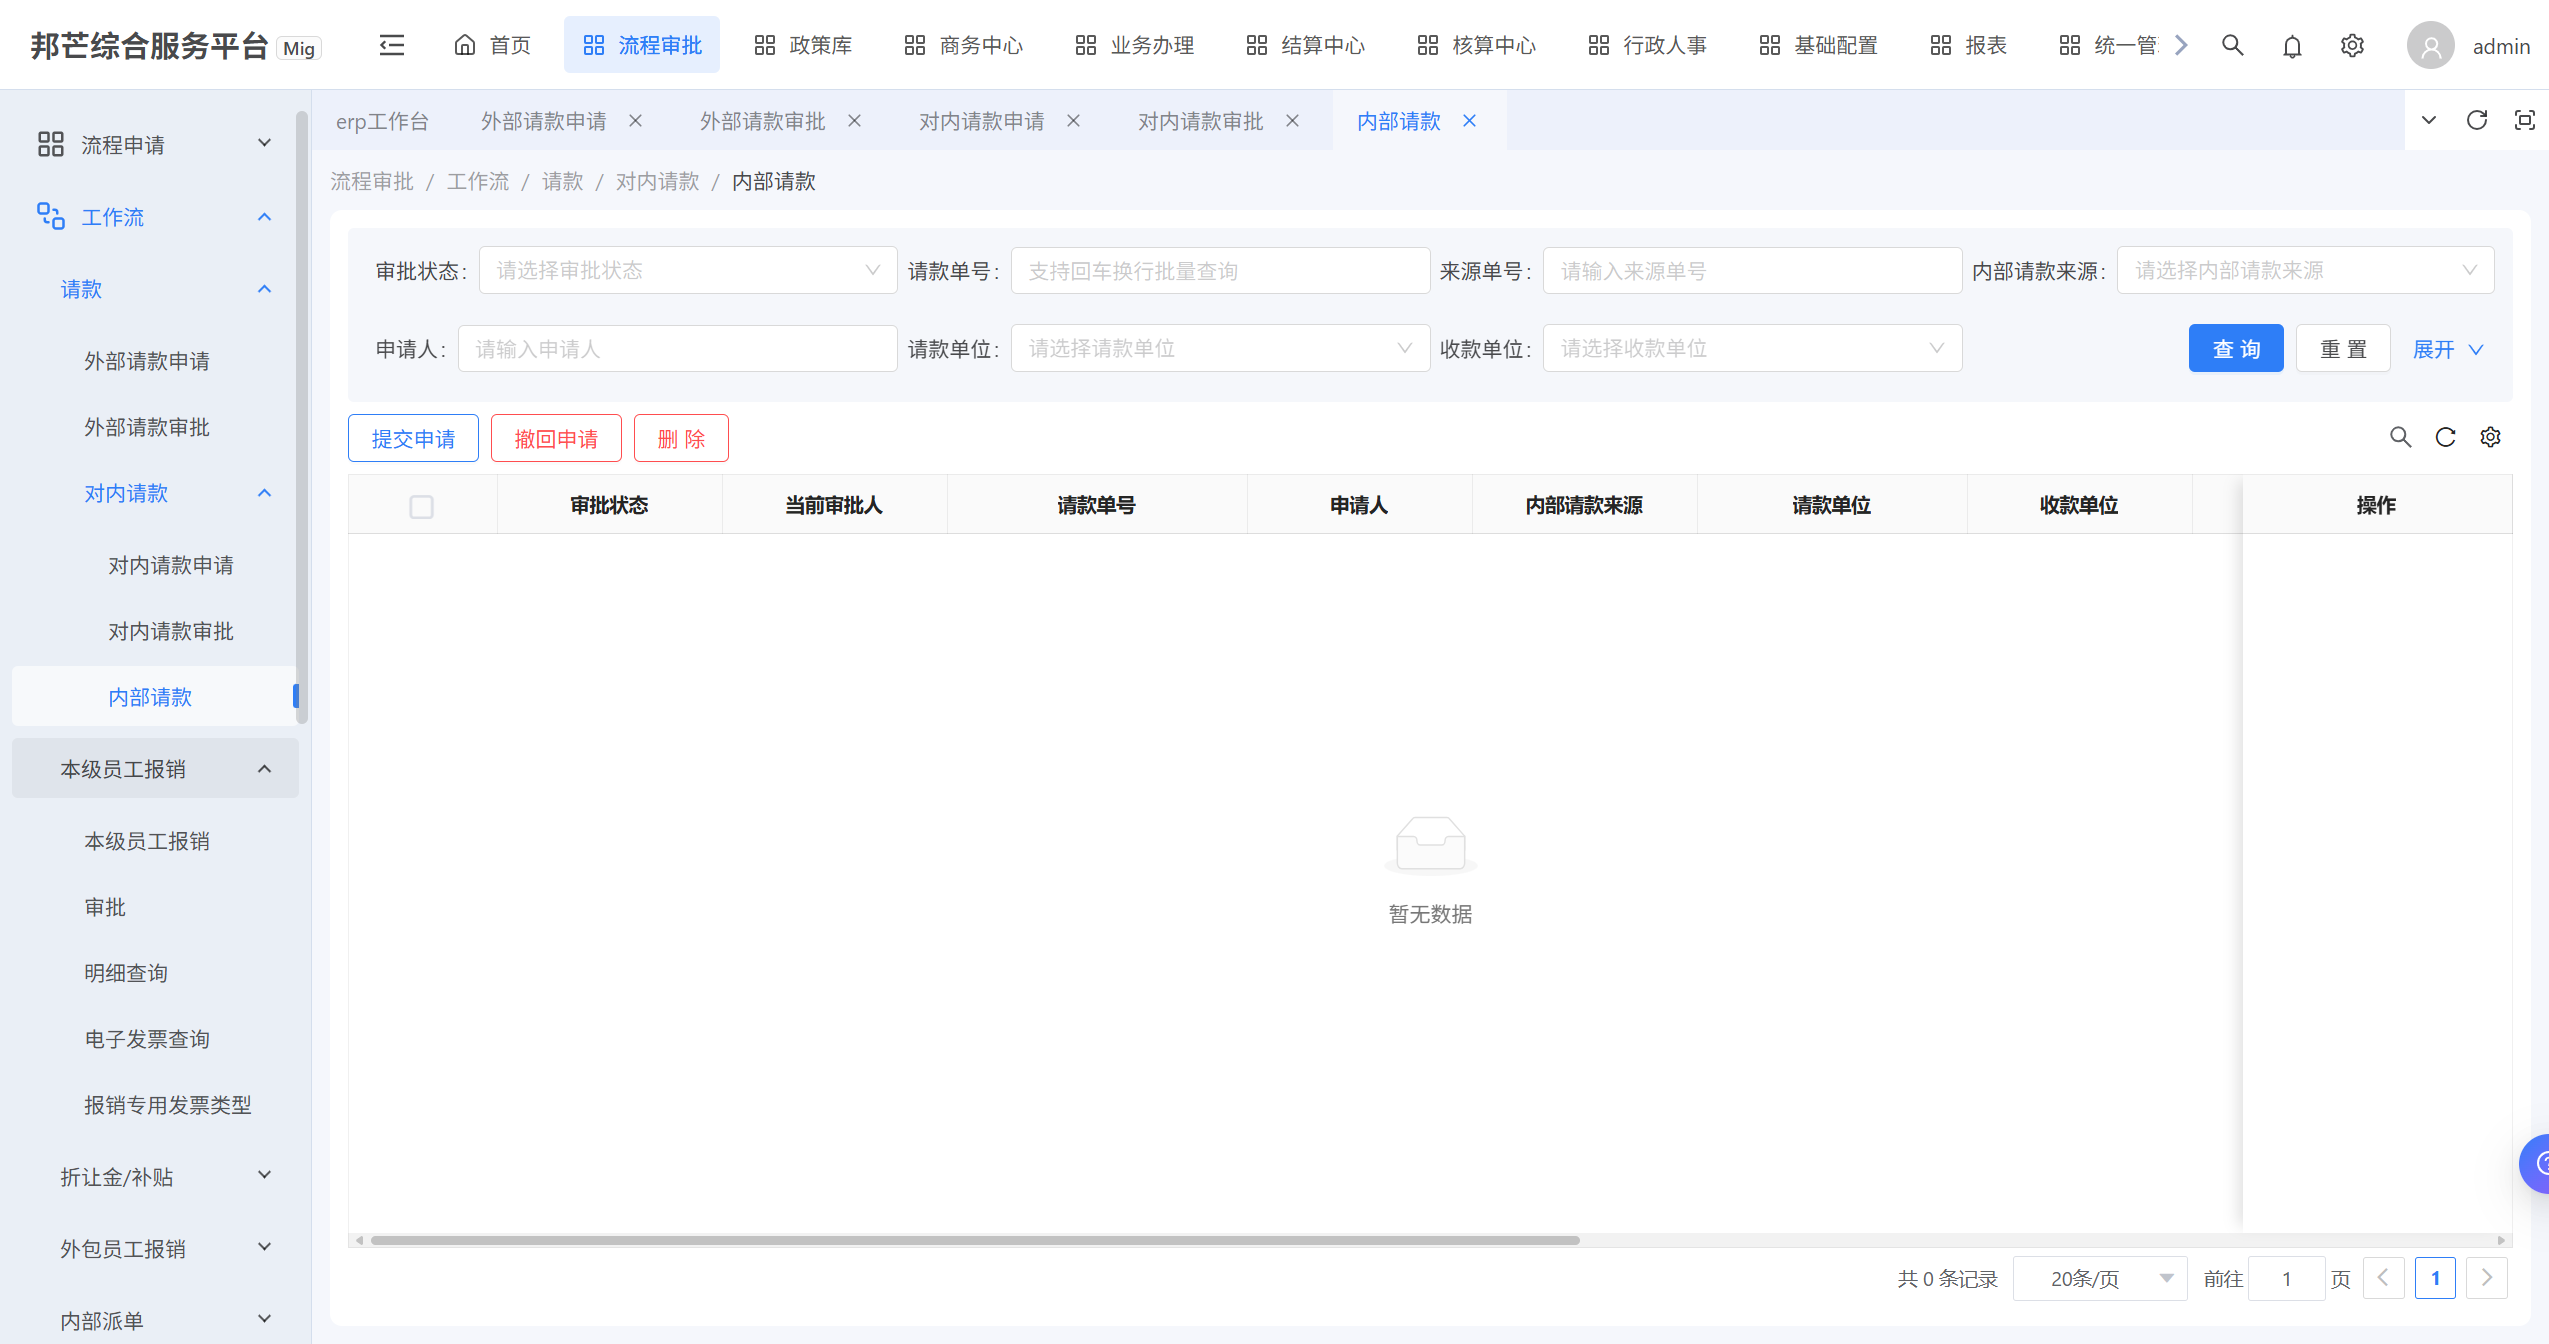 邦芒综合服务平台 Mig
首页 流程审批 政策库 商务中心 业务办理 结算中心 核算中心 行政人事 基础配置 报表 统一管 admin
erp工作台 外部请款申请 外部请款审批 对内请款申请 对内请款审批 内部请款
流程审批 / 工作流 / 请款 / 对内请款 / 内部请款
流程申请
工作流
请款
外部请款申请
外部请款审批
对内请款
对内请款申请
对内请款审批
内部请款
本级员工报销
本级员工报销
审批
明细查询
电子发票查询
报销专用发票类型
折让金/补贴
外包员工报销
内部派单
审批状态: 请选择审批状态 请款单号: 支持回车换行批量查询 来源单号: 请输入来源单号 内部请款来源: 请选择内部请款来源
申请人: 请输入申请人 请款单位: 请选择请款单位 收款单位: 请选择收款单位 查 询 重 置 展开
提交申请 撤回申请 删 除
审批状态 当前审批人 请款单号 申请人 内部请款来源 请款单位 收款单位 操作
暂无数据
共 0 条记录 20条/页 前往 1 页 1